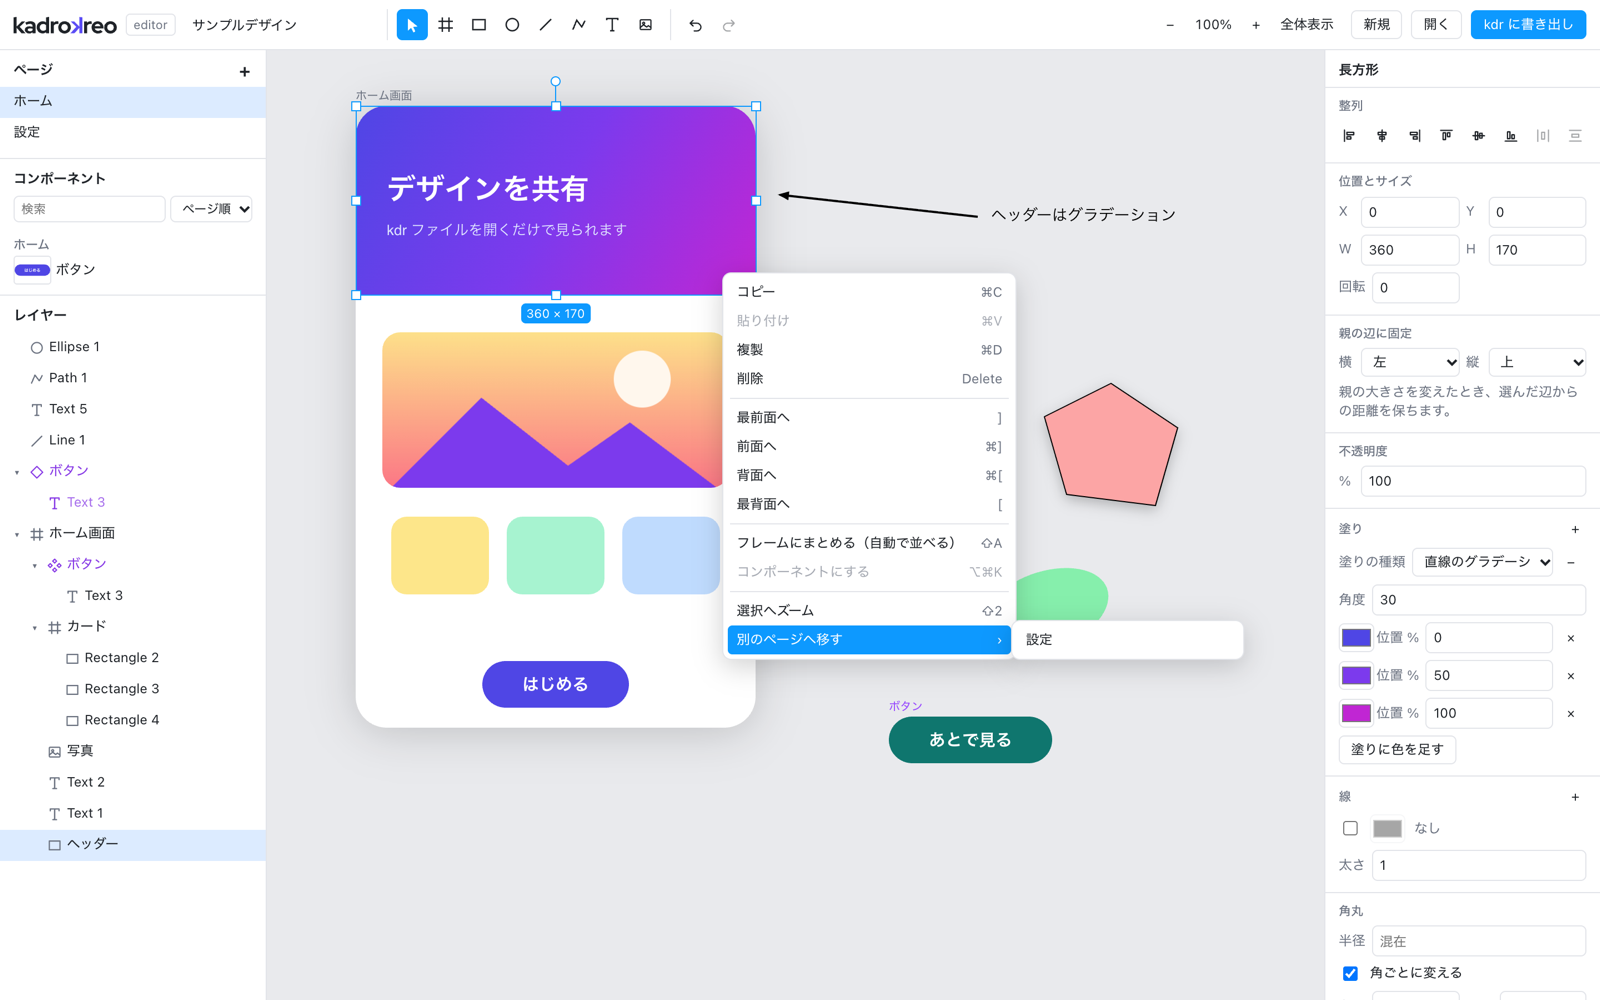 kadrokreo editor サンプルデザイン
− 100% + 全体表示 新規 開く kdr に書き出し
ページ +
ホーム
設定
コンポーネント
検索 ページ順
ホーム
はじめる ボタン
レイヤー
Ellipse 1
Path 1
Text 5
Line 1
ボタン
Text 3
ホーム画面
ボタン
Text 3
カード
Rectangle 2
Rectangle 3
Rectangle 4
写真
Text 2
Text 1
ヘッダー
ホーム画面
デザインを共有
kdr ファイルを開くだけで見られます
360 × 170
ヘッダーはグラデーション
はじめる
ボタン
あとで見る
コピー ⌘C
貼り付け ⌘V
複製 ⌘D
削除 Delete
最前面へ ]
前面へ ⌘]
背面へ ⌘[
最背面へ [
フレームにまとめる（自動で並べる） ⇧A
コンポーネントにする ⌥⌘K
選択へズーム ⇧2
別のページへ移す ›
設定
長方形
整列
位置とサイズ
X 0 Y 0
W 360 H 170
回転 0
親の辺に固定
横 左 縦 上
親の大きさを変えたとき、選んだ辺から
の距離を保ちます。
不透明度
% 100
塗り +
塗りの種類 直線のグラデーシ −
角度 30
位置 % 0 ×
位置 % 50 ×
位置 % 100 ×
塗りに色を足す
線 +
なし
太さ 1
角丸
半径 混在
角ごとに変える